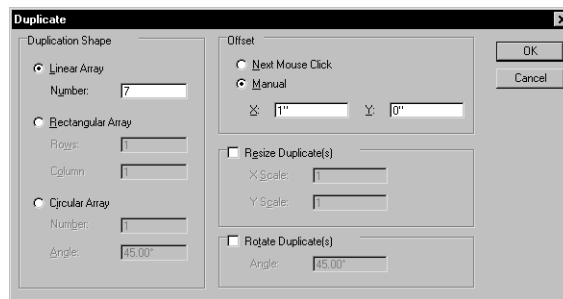 Duplicate
Duplication Shape
Linear Array
Number: 7
Rectangular Array
Rows: 1
Column 1
Circular Array
Number: 1
Angle: 45.00°
Offset
Next Mouse Click
Manual
X: 1" Y: 0"
Resize Duplicate(s)
X Scale: 1
Y Scale: 1
Rotate Duplicate(s)
Angle: 45.00°
OK
Cancel